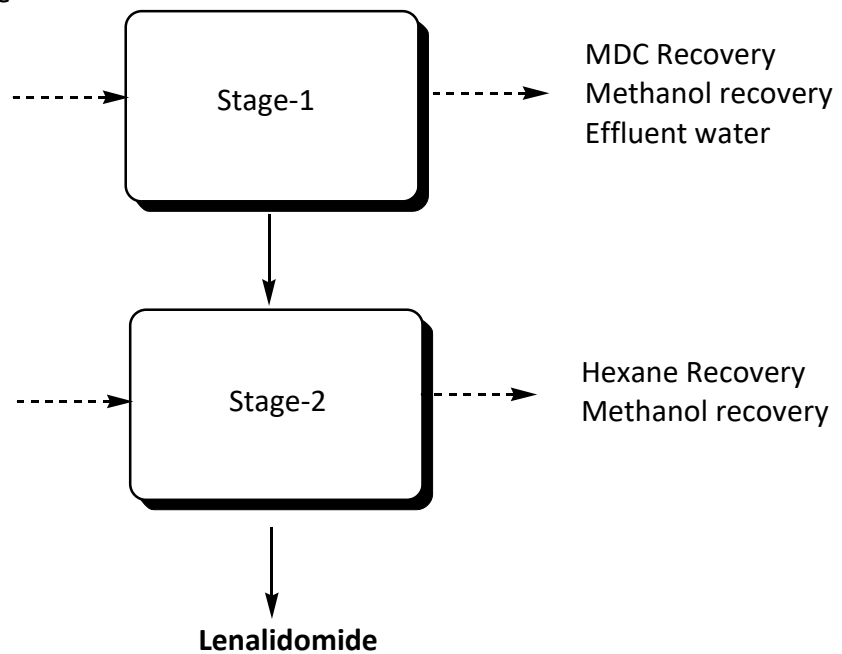 Stage-1
MDC Recovery
Methanol recovery
Effluent water
Stage-2
Hexane Recovery
Methanol recovery
Lenalidomide